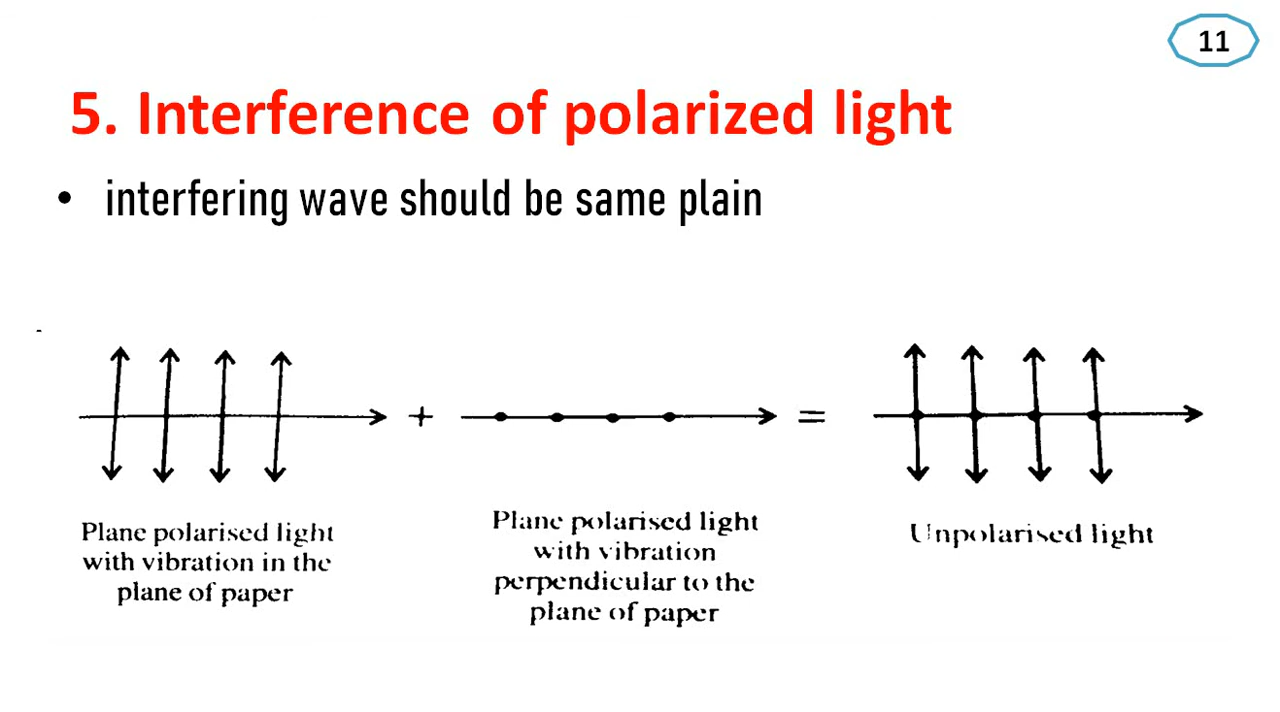 11
5. Interference of polarized light
• interfering wave should be same plain
+
=
Plane polarised light
with vibration in the
plane of paper
Plane polarised light
with vibration
perpendicular to the
plane of paper
Unpolarised light